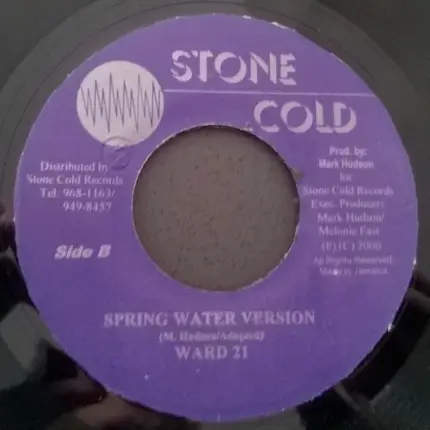 STONE
COLD
Distributed by
Stone Cold Records
Tel: 968-1163/
949-8457
Side B
Prod. by:
Mark Hudson
for
Stone Cold Records
Exec. Producers
Mark Hudson/
Melonie East
(P)(C) 2000
All Rights Reserved
Made in Jamaica
SPRING WATER VERSION
(M. Hudson/Adapted)
WARD 21